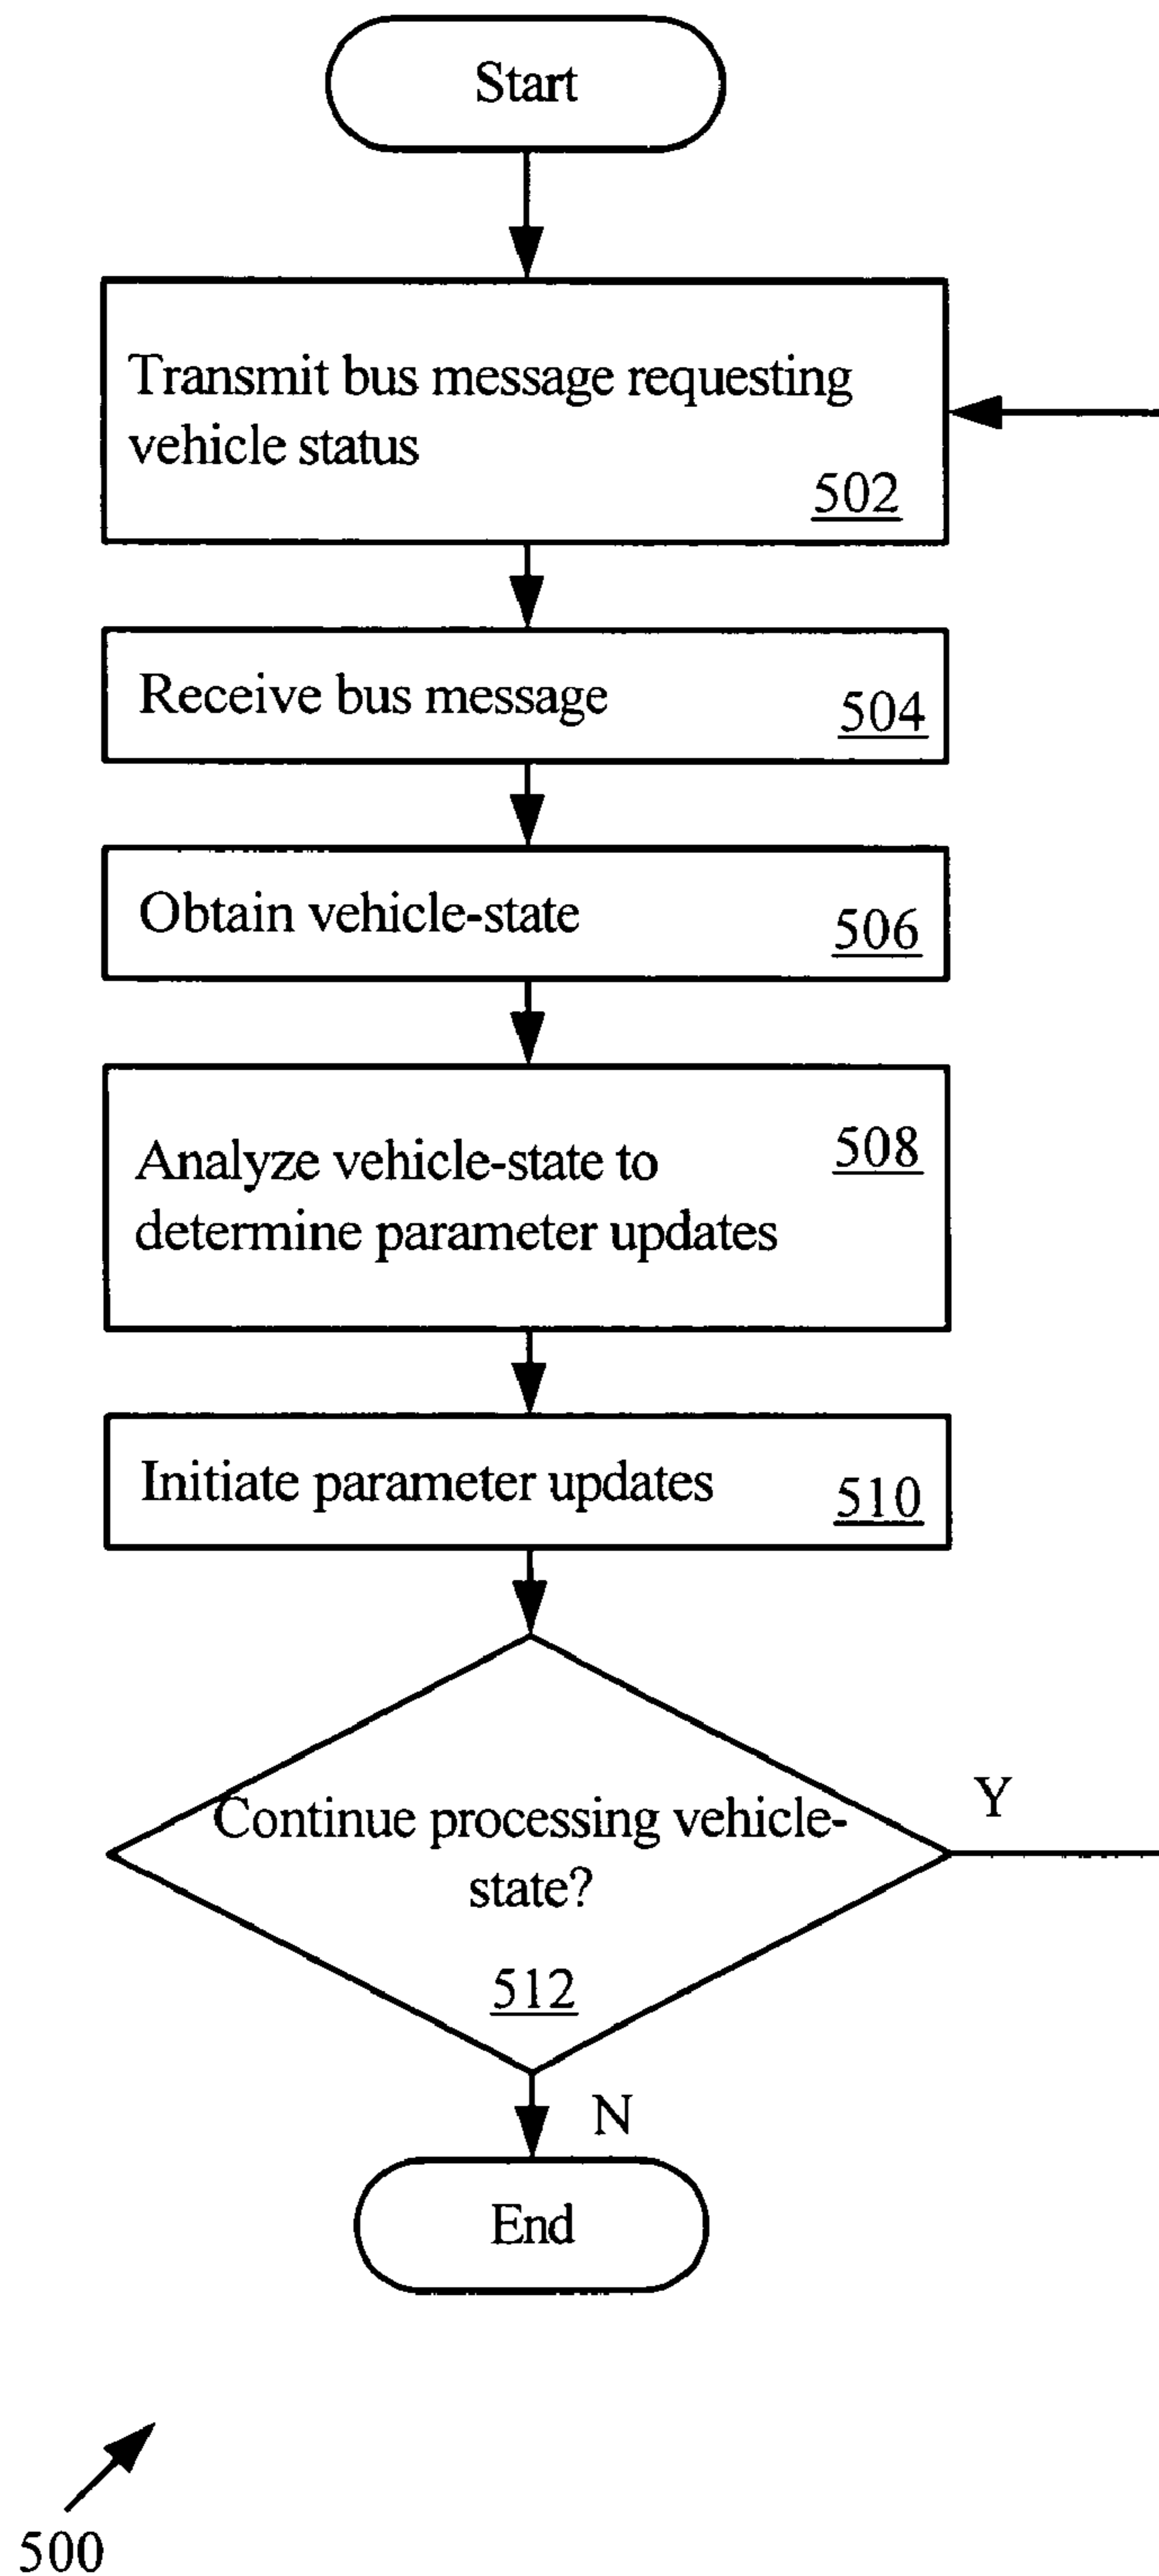 Start
Transmit bus message requesting
vehicle status
502
Receive bus message
504
Obtain vehicle-state
506
Analyze vehicle-state to
determine parameter updates
508
Initiate parameter updates
510
Continue processing vehicle-
state?
512
Y
N
End
500